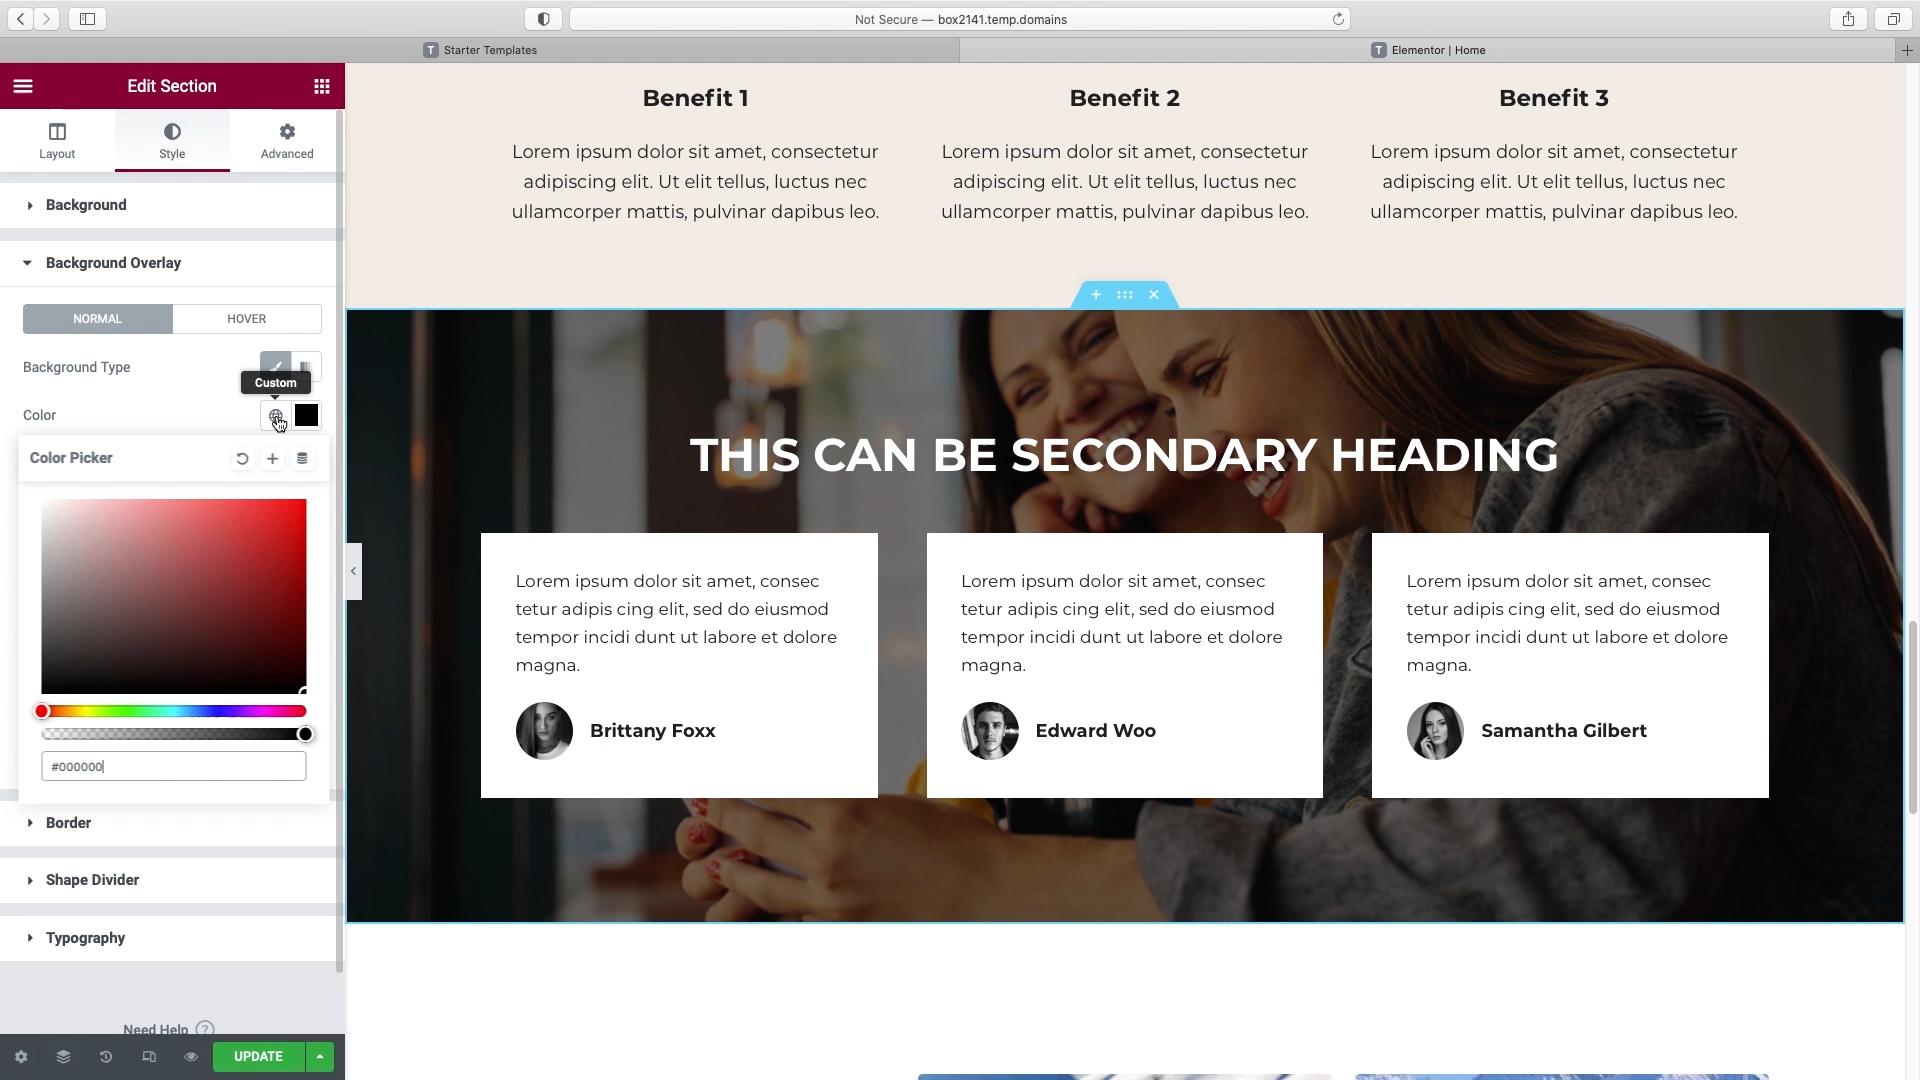 Not Secure — box2141.temp.domains
T Starter Templates
T Elementor | Home
Edit Section
Layout
Style
Advanced
Background
Background Overlay
NORMAL
HOVER
Background Type
Custom
Color
Color Picker
#000000
Border
Shape Divider
Typography
Need Help ?
UPDATE
Benefit 1
Lorem ipsum dolor sit amet, consectetur
adipiscing elit. Ut elit tellus, luctus nec
ullamcorper mattis, pulvinar dapibus leo.
Benefit 2
Lorem ipsum dolor sit amet, consectetur
adipiscing elit. Ut elit tellus, luctus nec
ullamcorper mattis, pulvinar dapibus leo.
Benefit 3
Lorem ipsum dolor sit amet, consectetur
adipiscing elit. Ut elit tellus, luctus nec
ullamcorper mattis, pulvinar dapibus leo.
THIS CAN BE SECONDARY HEADING
Lorem ipsum dolor sit amet, consec
tetur adipis cing elit, sed do eiusmod
tempor incidi dunt ut labore et dolore
magna.
Brittany Foxx
Lorem ipsum dolor sit amet, consec
tetur adipis cing elit, sed do eiusmod
tempor incidi dunt ut labore et dolore
magna.
Edward Woo
Lorem ipsum dolor sit amet, consec
tetur adipis cing elit, sed do eiusmod
tempor incidi dunt ut labore et dolore
magna.
Samantha Gilbert